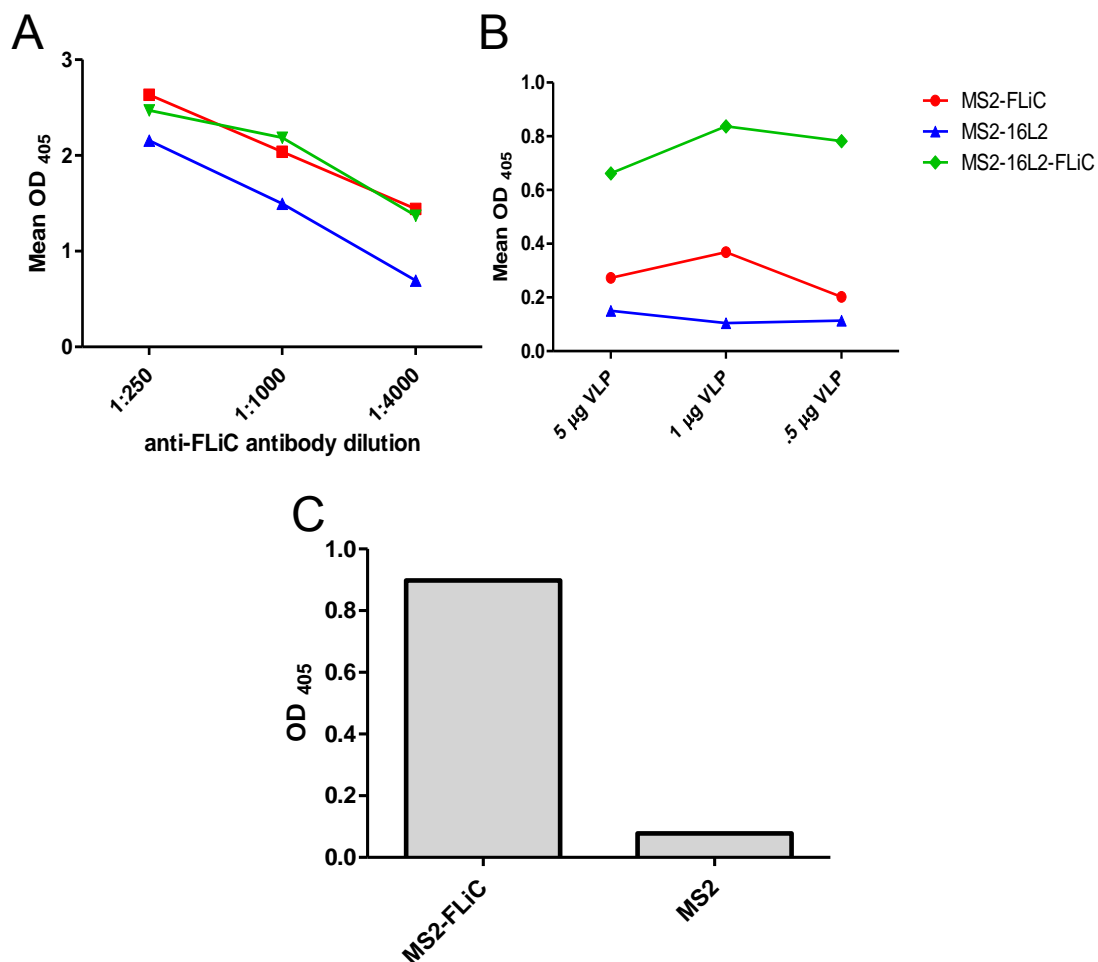 A
3
2
1
0
Mean OD 405
1:250
1:1000
1:4000
anti-FLiC antibody dilution
B
1.0
0.8
0.6
0.4
0.2
0.0
Mean OD 405
5 µg VLP
1 µg VLP
.5 µg VLP
MS2-FLiC
MS2-16L2
MS2-16L2-FLiC
C
1.0
0.8
0.6
0.4
0.2
0.0
OD 405
MS2-FLiC
MS2